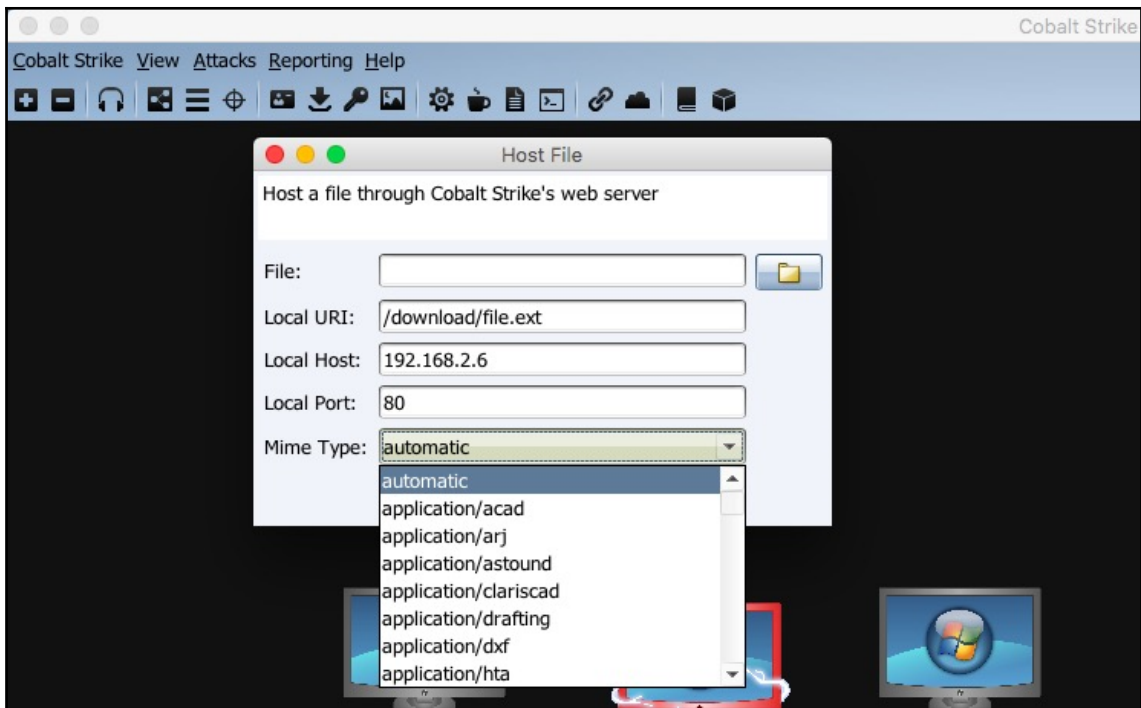 Cobalt Strike
Cobalt Strike View Attacks Reporting Help
Host File
Host a file through Cobalt Strike's web server
File:
Local URI: /download/file.ext
Local Host: 192.168.2.6
Local Port: 80
Mime Type: automatic
automatic
application/acad
application/arj
application/astound
application/clariscad
application/drafting
application/dxf
application/hta